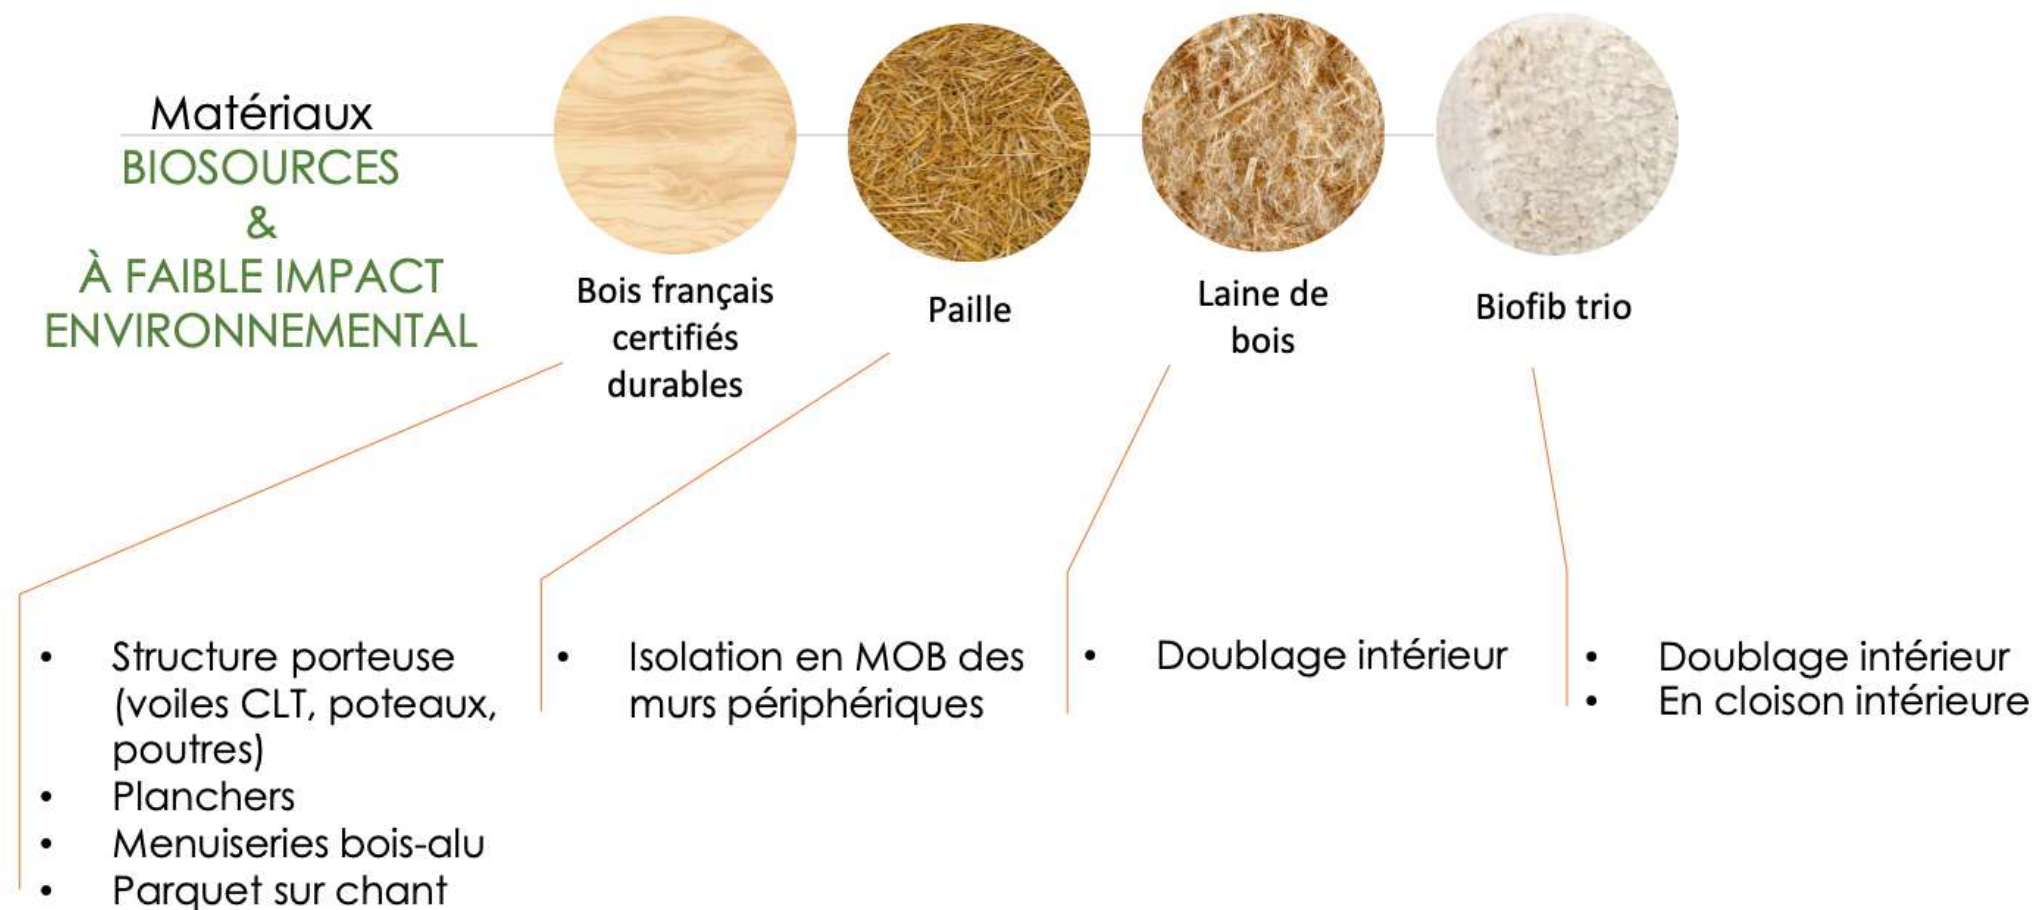 Matériaux
BIOSOURCES
&
À FAIBLE IMPACT
ENVIRONNEMENTAL
Bois français
certifiés
durables
Paille
Laine de
bois
Biofib trio
• Structure porteuse
(voiles CLT, poteaux,
poutres)
• Planchers
• Menuiseries bois-alu
• Parquet sur chant
• Isolation en MOB des
murs périphériques
• Doublage intérieur
• Doublage intérieur
• En cloison intérieure